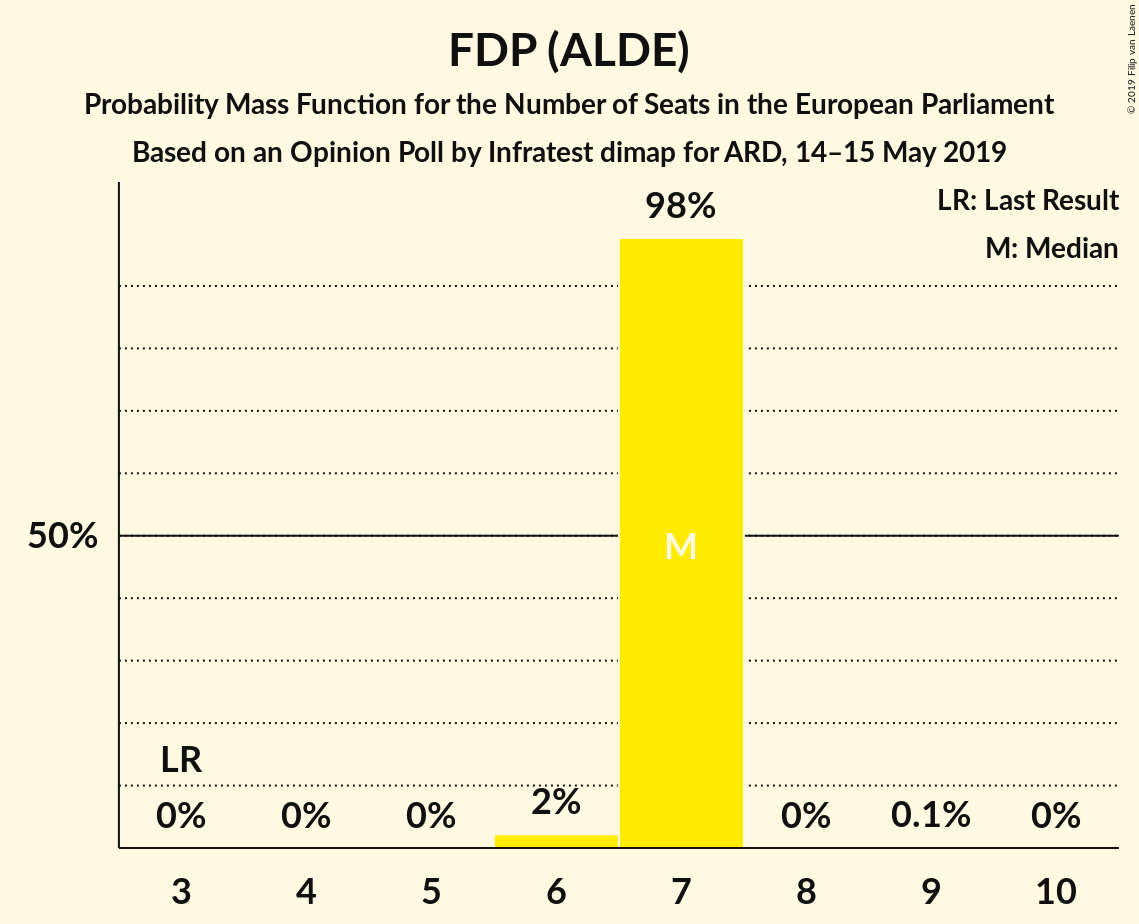 FDP (ALDE)
Probability Mass Function for the Number of Seats in the European Parliament
Based on an Opinion Poll by Infratest dimap for ARD, 14–15 May 2019
© 2019 Filip van Laenen
LR: Last Result
M: Median
98%
50%
M
LR
0%
0%
0%
2%
0%
0.1%
0%
3
4
5
6
7
8
9
10